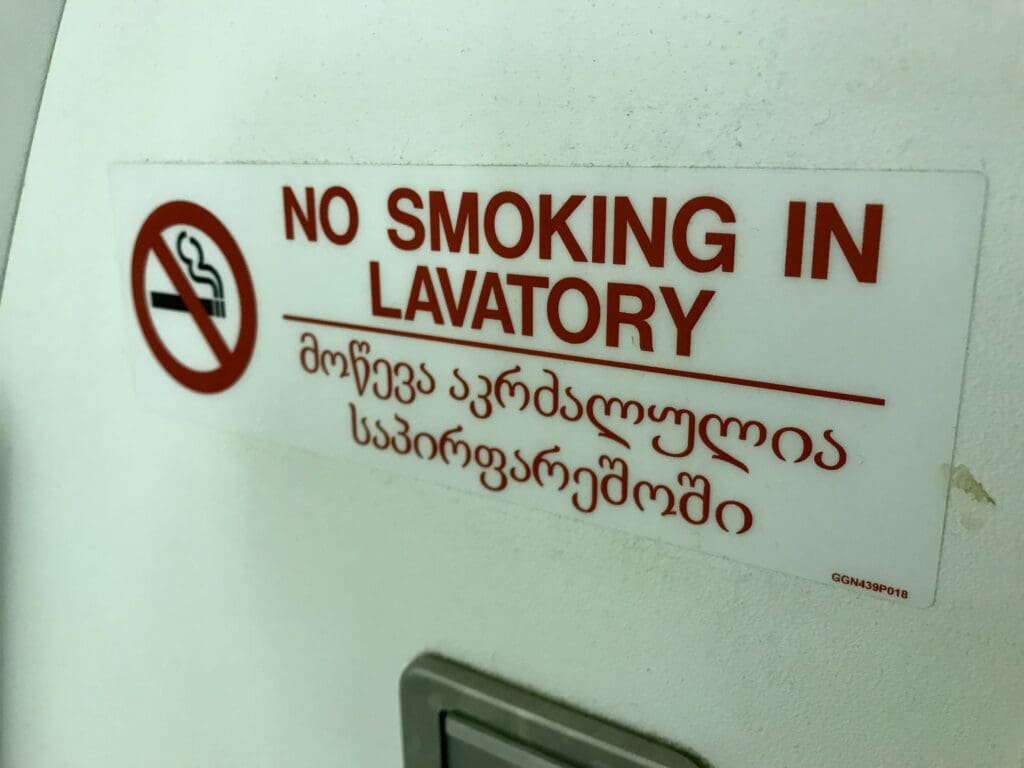 NO SMOKING IN
LAVATORY
მოწევა აკრძალულია
საპირფარეშოში
GGN439P018